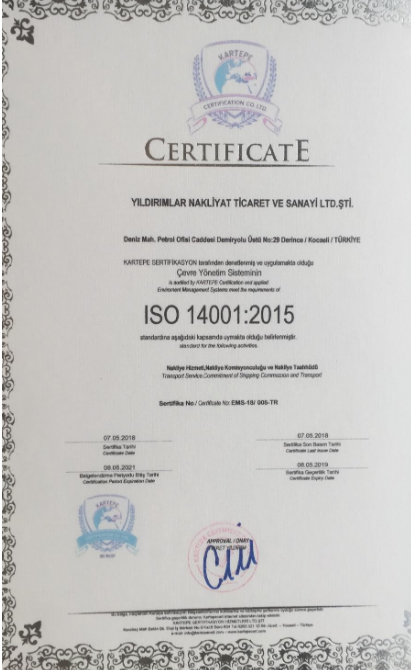 KARTEPE
CERTIFICATION CO. LTD
CERTIFICATE
YILDIRIMLAR NAKLİYAT TİCARET VE SANAYİ LTD.ŞTİ.
Deniz Mah. Petrol Ofisi Caddesi Demiryolu Üstü No:29 Derince / Kocaeli / TÜRKİYE
KARTEPE SERTİFİKASYON tarafından denetlenmiş ve uygulamakta olduğu
Çevre Yönetim Sisteminin
is audited by KARTEPE Certification and applied
Enviroment Management Systems meet the requirements of
ISO 14001:2015
standardına aşağıdaki kapsamda uymakta olduğu belirlenmiştir.
standard for the following activities.
Nakliye Hizmeti,Nakliye Komisyonculuğu ve Nakliye Taahhüdü
Transport Service,Commitment of Shipping Commission and Transport
Sertifika No / Certificate No: EMS-18/ 006-TR
07.05.2018
Sertifika Tarihi
Certificate Date
07.05.2018
Sertifika Son Basım Tarihi
Certificate Last Issue Date
08.05.2021
Belgelendirme Periyodu Bitiş Tarihi
Certification Period Expiration Date
08.05.2019
Sertifika Geçerlilik Tarihi
Certificate Expiry Date
KARTEPE
APPROVAL / ONAY